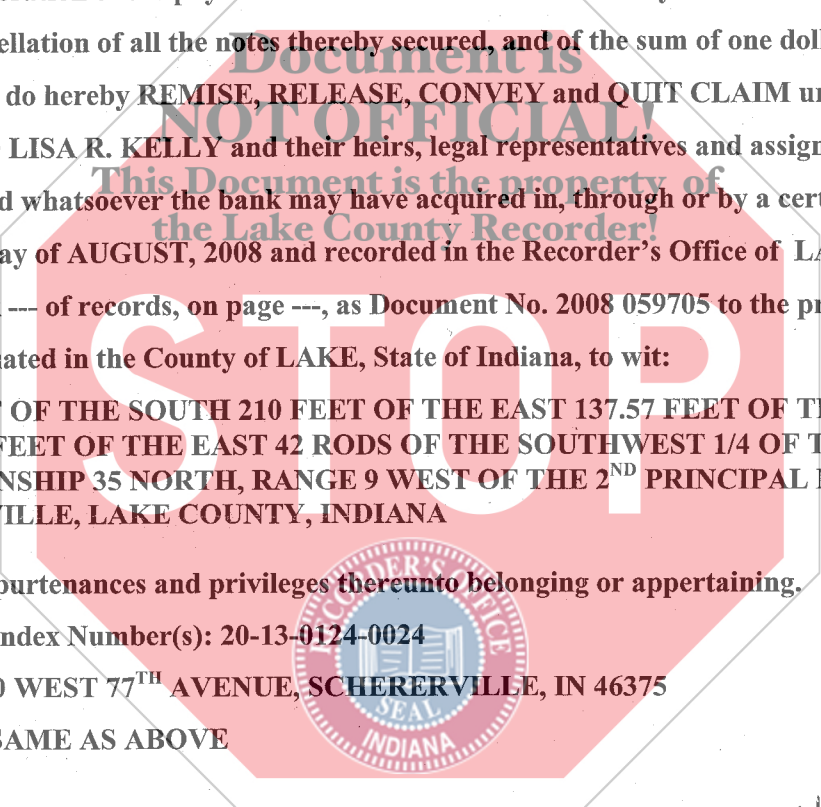 ellation of all the notes thereby secured, and of the sum of one doll
Document is
do hereby REMISE, RELEASE, CONVEY and QUIT CLAIM un
NOT OFFICIAL!
LISA R. KELLY and their heirs, legal representatives and assign
This Document is the property of
d whatsoever the bank may have acquired in, through or by a cert
the Lake County Recorder!
ay of AUGUST, 2008 and recorded in the Recorder's Office of LA
--- of records, on page ---, as Document No. 2008 059705 to the pr
STOP
ated in the County of LAKE, State of Indiana, to wit:
OF THE SOUTH 210 FEET OF THE EAST 137.57 FEET OF TH
FEET OF THE EAST 42 RODS OF THE SOUTHWEST 1/4 OF T
NSHIP 35 NORTH, RANGE 9 WEST OF THE 2ND PRINCIPAL
VILLE, LAKE COUNTY, INDIANA
purtenances and privileges thereunto belonging or appertaining.
RECORDER'S OFFICE
ndex Number(s): 20-13-0124-0024
0 WEST 77TH AVENUE, SCHERERVILLE, IN 46375
SEAL
INDIANA
SAME AS ABOVE